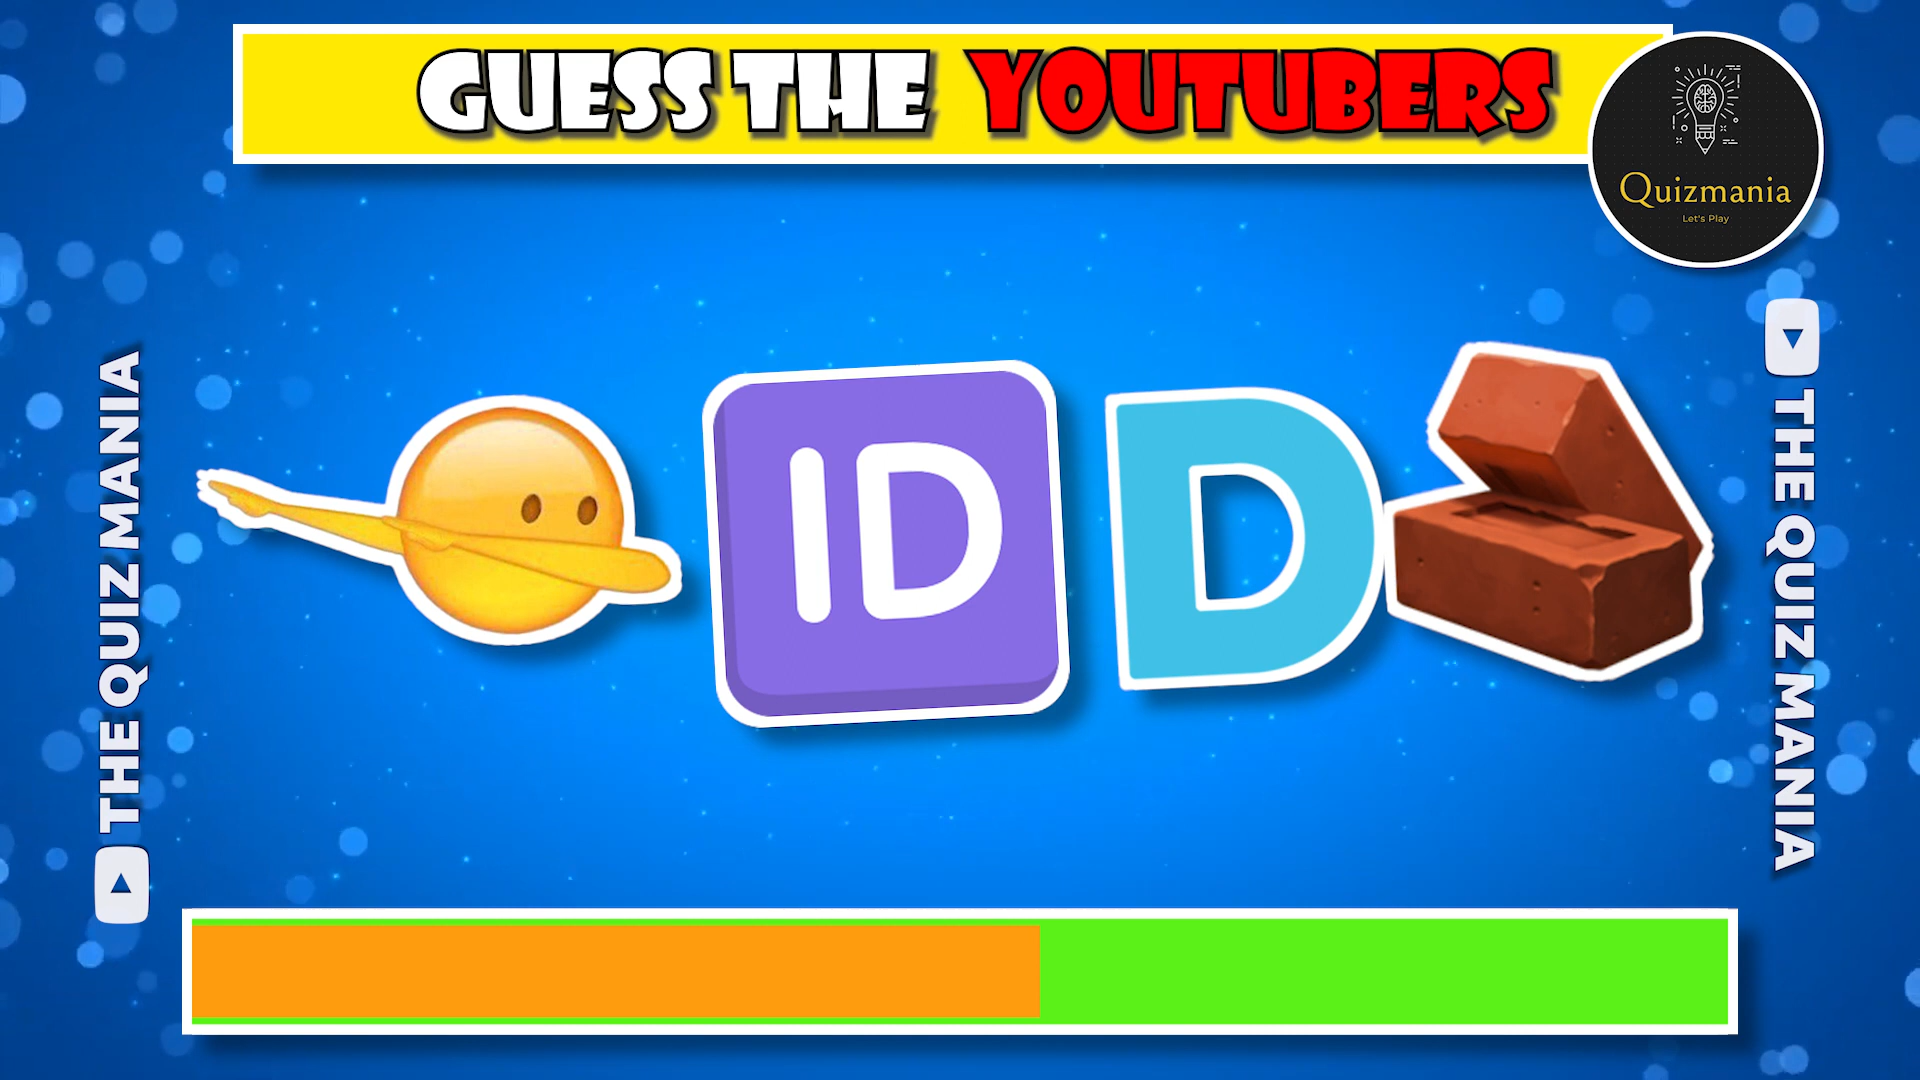 GUESS THE YOUTUBERS
Quizmania
Let's Play
THE QUIZ MANIA
ID
D
THE QUIZ MANIA